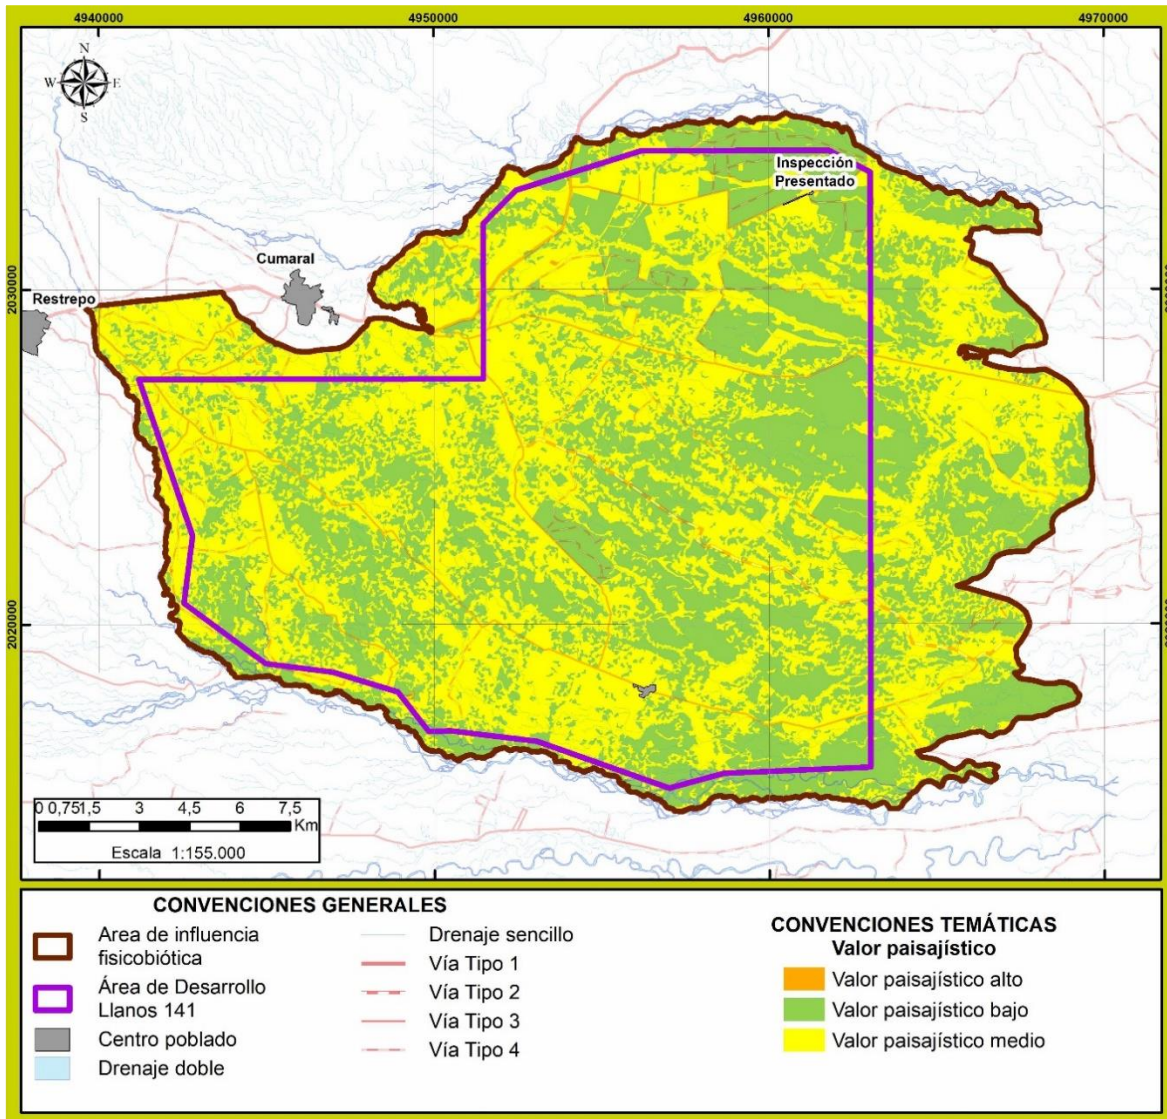 4940000
4950000
4960000
4970000
N
W
E
S
Inspección
Presentado
Cumaral
Restrepo
2030000
2020000
0 0,75 1,5 3 4,5 6 7,5
Km
Escala 1:155.000
CONVENCIONES GENERALES
Area de influencia
fisicobiótica
Área de Desarrollo
Llanos 141
Centro poblado
Drenaje doble
Drenaje sencillo
Vía Tipo 1
Vía Tipo 2
Vía Tipo 3
Vía Tipo 4
CONVENCIONES TEMÁTICAS
Valor paisajístico
Valor paisajístico alto
Valor paisajístico bajo
Valor paisajístico medio